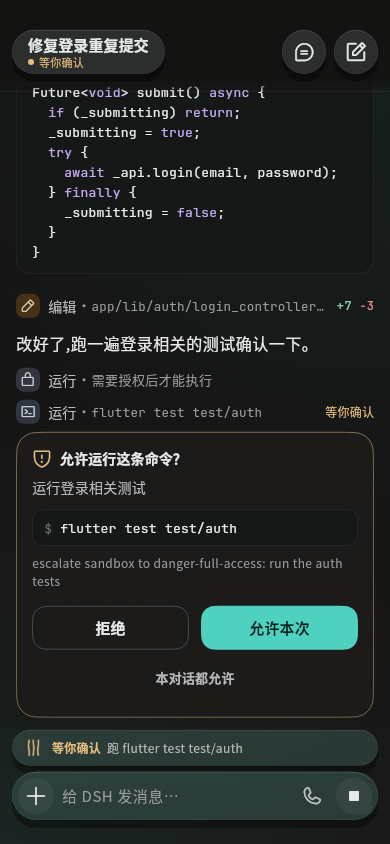 修复登录重复提交
等你确认
Future<void> submit() async {
if (_submitting) return;
_submitting = true;
try {
await _api.login(email, password);
} finally {
_submitting = false;
}
}
编辑 · app/lib/auth/login_controller… +7 -3
改好了,跑一遍登录相关的测试确认一下。
运行 · 需要授权后才能执行
运行 · flutter test test/auth 等你确认
允许运行这条命令?
运行登录相关测试
$ flutter test test/auth
escalate sandbox to danger-full-access: run the auth
tests
拒绝 允许本次
本对话都允许
等你确认 跑 flutter test test/auth
给 DSH 发消息…